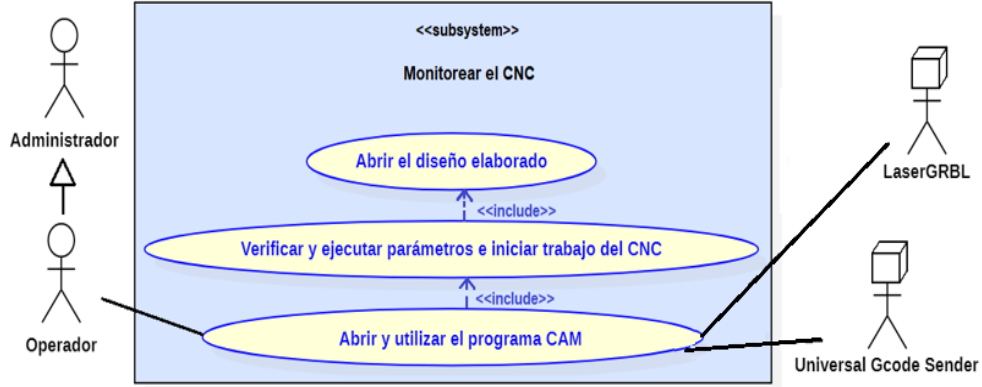 <<subsystem>>
Monitorear el CNC
Administrador
Abrir el diseño elaborado
LaserGRBL
<<include>>
Verificar y ejecutar parámetros e iniciar trabajo del CNC
<<include>>
Operador
Abrir y utilizar el programa CAM
Universal Gcode Sender